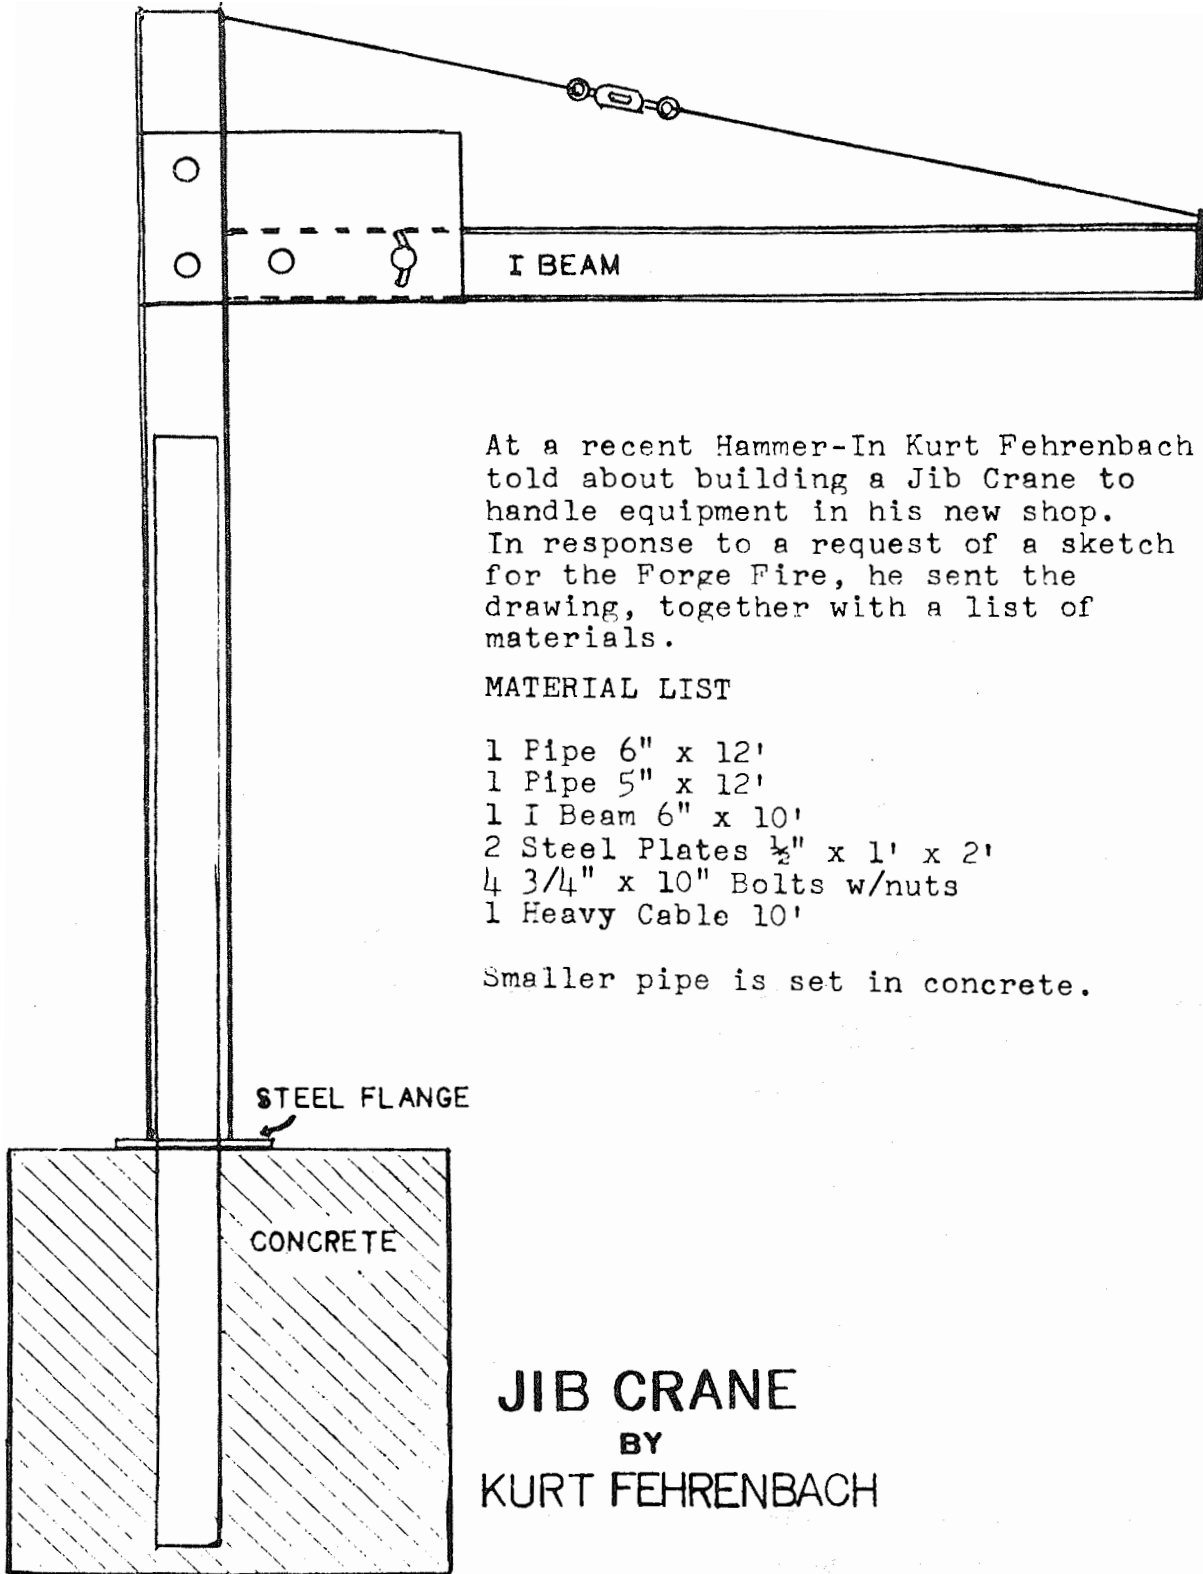 I BEAM
At a recent Hammer-In Kurt Fehrenbach
told about building a Jib Crane to
handle equipment in his new shop.
In response to a request of a sketch
for the Forge Fire, he sent the
drawing, together with a list of
materials.
MATERIAL LIST
1 Pipe 6" x 12'
1 Pipe 5" x 12'
1 I Beam 6" x 10'
2 Steel Plates ½" x 1' x 2'
4 3/4" x 10" Bolts w/nuts
1 Heavy Cable 10'
Smaller pipe is set in concrete.
STEEL FLANGE
CONCRETE
JIB CRANE
BY
KURT FEHRENBACH